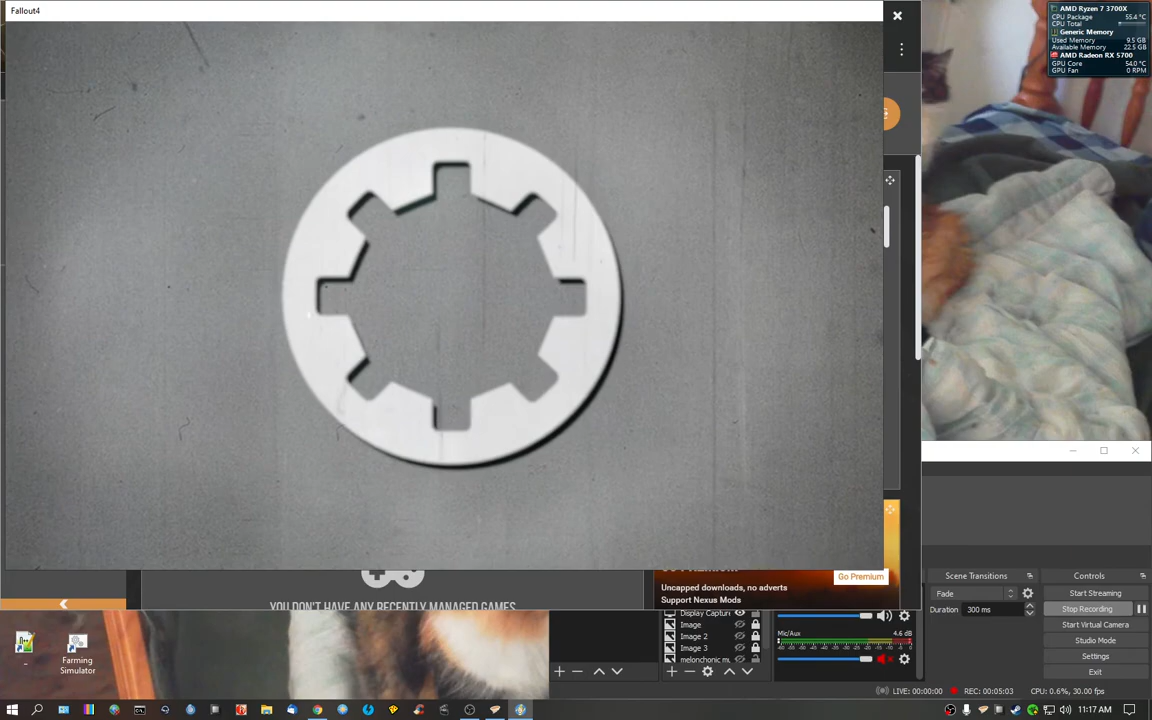 Fallout4
AMD Ryzen 7 3700X
CPU Package 55.4 °C
CPU Total
Generic Memory
Used Memory 9.5 GB
Available Memory 22.5 GB
AMD Radeon RX 5700
GPU Core 54.0 °C
GPU Fan 0 RPM
Go Premium
Uncapped downloads, no adverts
Support Nexus Mods
YOU DON'T HAVE ANY RECENTLY MANAGED GAMES
Scene Transitions
Controls
Fade
Duration 300 ms
Start Streaming
Stop Recording
Start Virtual Camera
Studio Mode
Settings
Exit
Display Capture
Image
Image 2
Image 3
Mic/Aux 4.6 dB
Farming
Simulator
LIVE: 00:00:00
REC: 00:05:03
CPU: 0.6%, 30.00 fps
11:17 AM